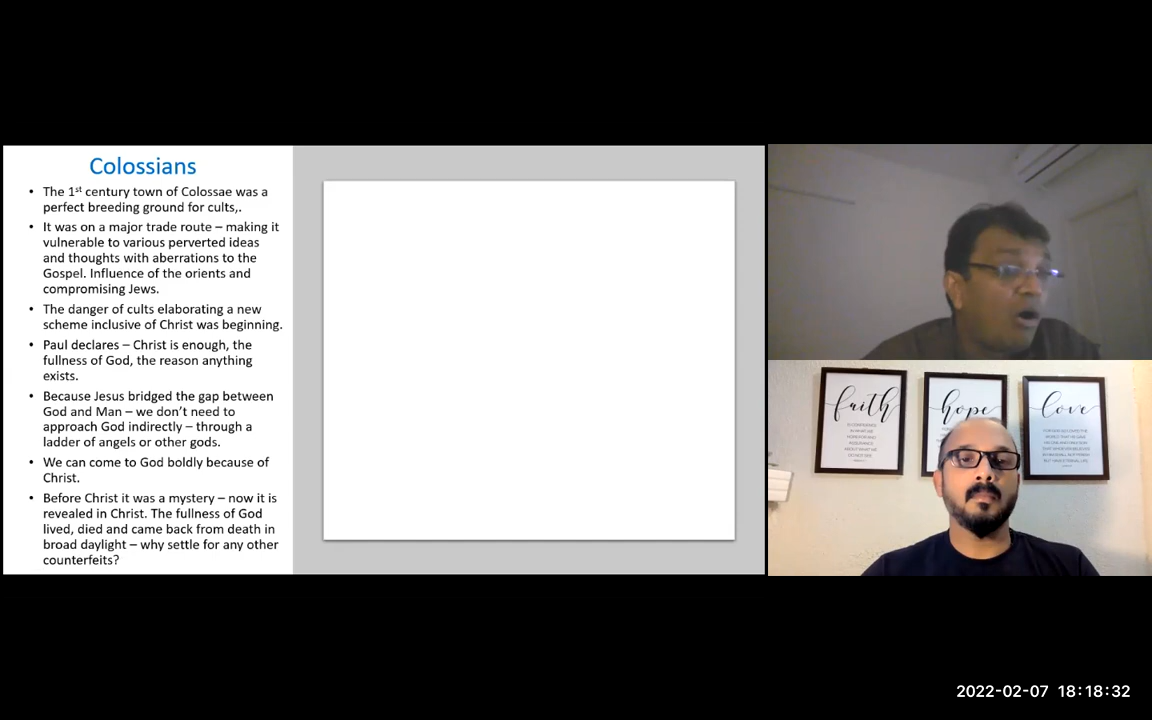 Colossians
• The 1st century town of Colossae was a
perfect breeding ground for cults,.
• It was on a major trade route – making it
vulnerable to various perverted ideas
and thoughts with aberrations to the
Gospel. Influence of the orients and
compromising Jews.
• The danger of cults elaborating a new
scheme inclusive of Christ was beginning.
• Paul declares – Christ is enough, the
fullness of God, the reason anything
exists.
• Because Jesus bridged the gap between
God and Man – we don’t need to
approach God indirectly – through a
ladder of angels or other gods.
• We can come to God boldly because of
Christ.
• Before Christ it was a mystery – now it is
revealed in Christ. The fullness of God
lived, died and came back from death in
broad daylight – why settle for any other
counterfeits?
faith
hope
love
2022-02-07 18:18:32